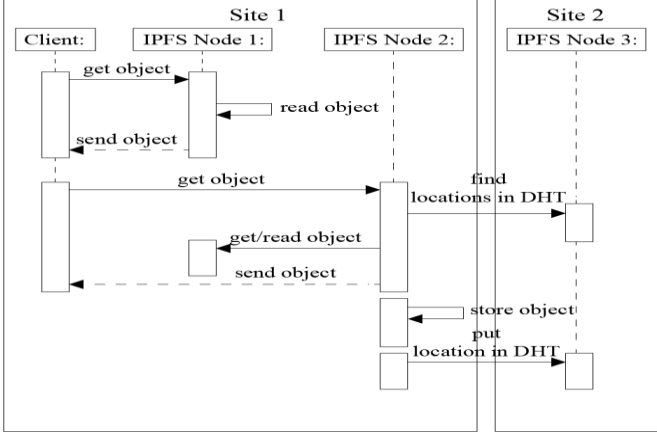 Site 1
Site 2
Client:
IPFS Node 1:
IPFS Node 2:
IPFS Node 3:
get object
read object
send object
get object
find
locations in DHT
get/read object
send object
store object
put
location in DHT